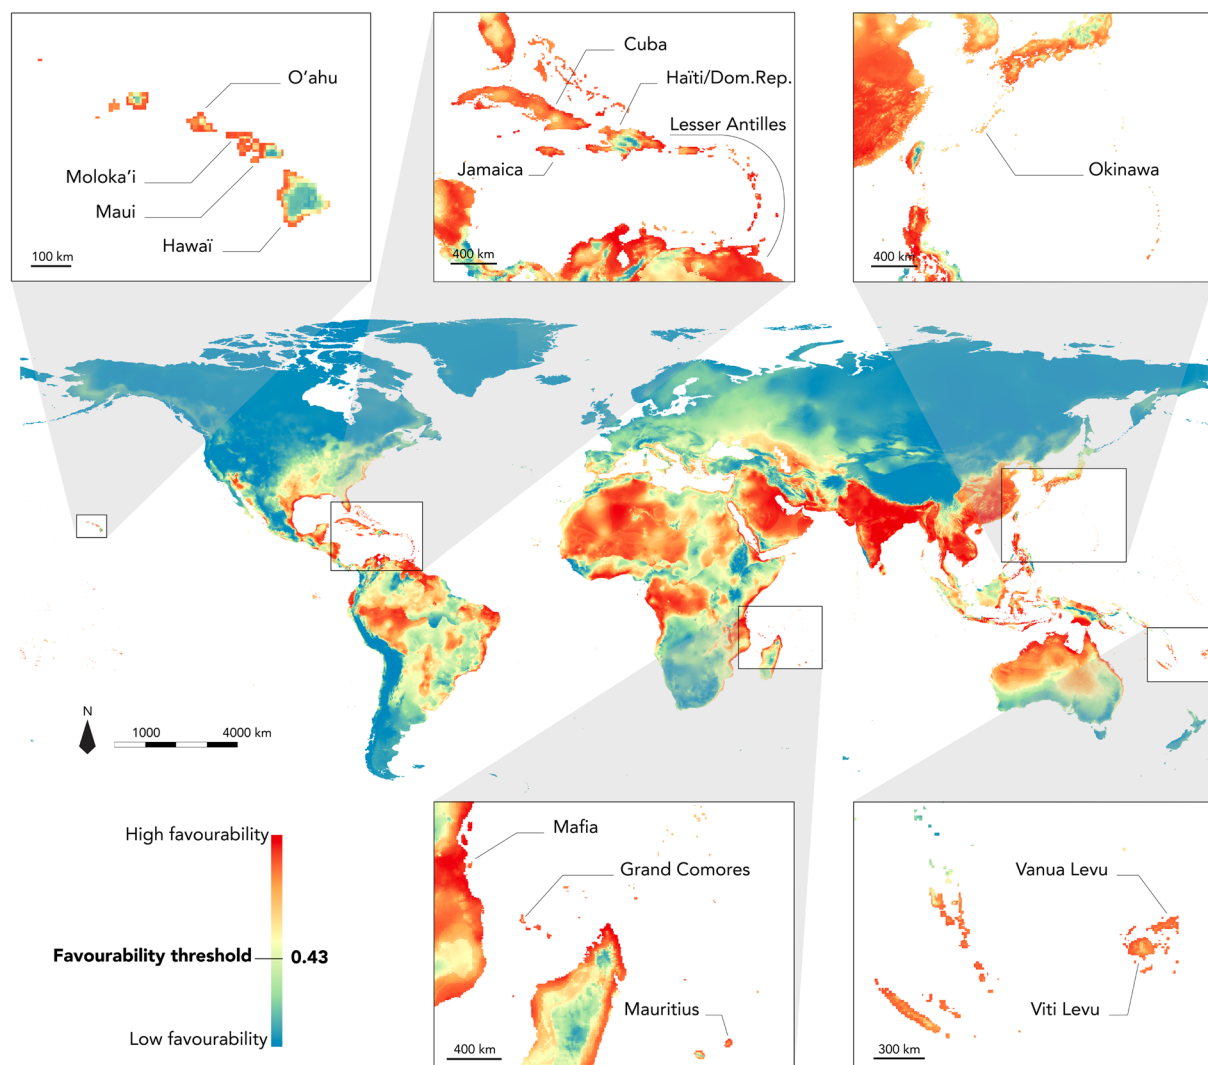 O'ahu
Moloka'i
Maui
Hawaï
100 km
Cuba
Haïti/Dom.Rep.
Lesser Antilles
Jamaica
400 km
Okinawa
400 km
N
1000
4000 km
High favourability
Favourability threshold
0.43
Low favourability
Mafia
Grand Comores
Mauritius
400 km
Vanua Levu
Viti Levu
300 km